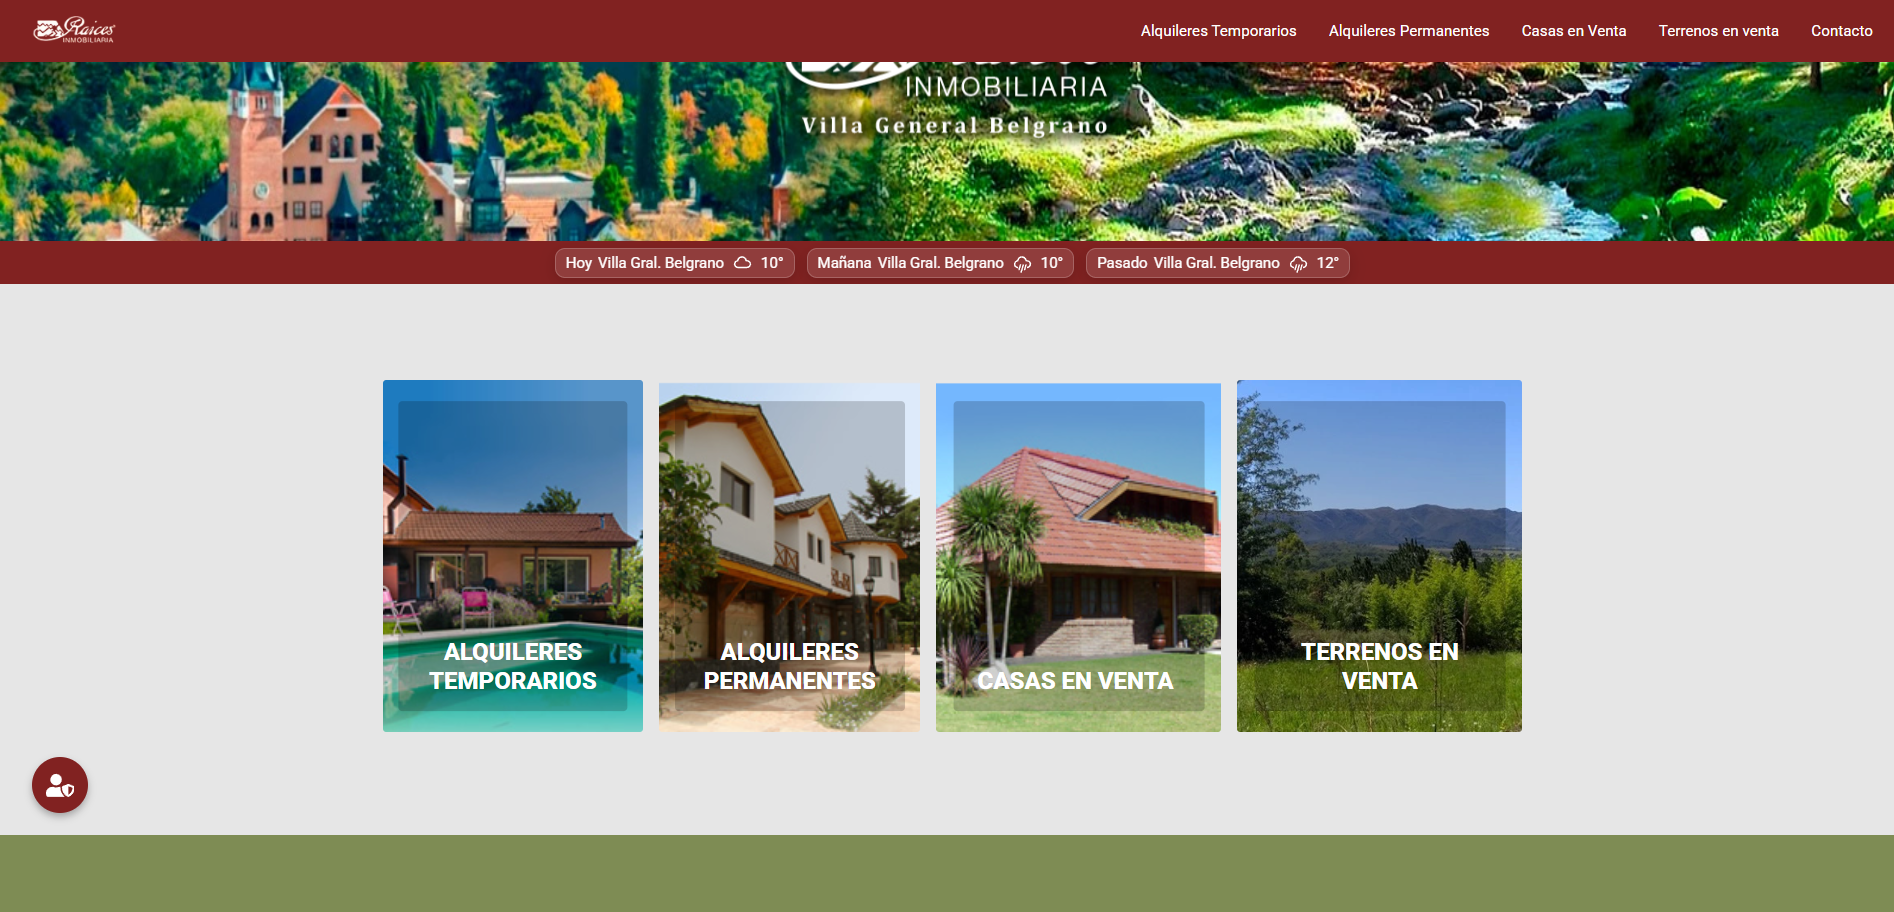 Raices
INMOBILIARIA
Alquileres Temporarios
Alquileres Permanentes
Casas en Venta
Terrenos en venta
Contacto
INMOBILIARIA
Villa General Belgrano
Hoy Villa Gral. Belgrano 10°
Mañana Villa Gral. Belgrano 10°
Pasado Villa Gral. Belgrano 12°
ALQUILERES
TEMPORARIOS
ALQUILERES
PERMANENTES
CASAS EN VENTA
TERRENOS EN
VENTA